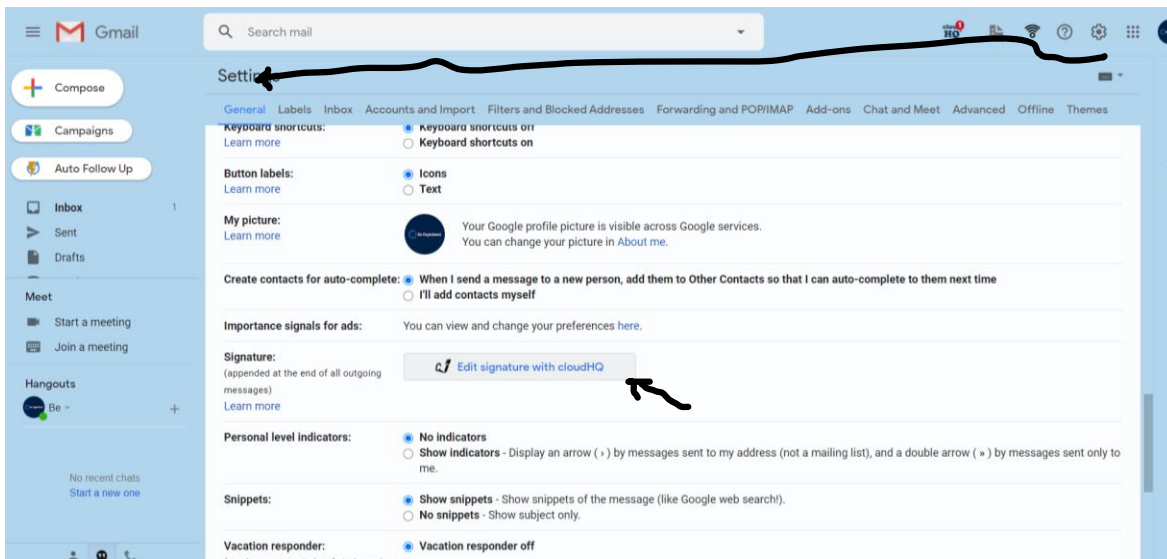 Gmail
Search mail
cloud HQ
Compose
Campaigns
Auto Follow Up
Inbox 1
Sent
Drafts
Meet
Start a meeting
Join a meeting
Hangouts
Be
No recent chats
Start a new one
General Labels Inbox Accounts and Import Filters and Blocked Addresses Forwarding and POP/IMAP Add-ons Chat and Meet Advanced Offline Themes
Keyboard shortcuts: Keyboard shortcuts off
Learn more Keyboard shortcuts on
Button labels: Icons
Learn more Text
My picture: Your Google profile picture is visible across Google services.
Learn more You can change your picture in About me.
Create contacts for auto-complete: When I send a message to a new person, add them to Other Contacts so that I can auto-complete to them next time
I'll add contacts myself
Importance signals for ads: You can view and change your preferences here.
Signature:
(appended at the end of all outgoing
messages)
Learn more
Edit signature with cloudHQ
Personal level indicators: No indicators
Show indicators - Display an arrow ( › ) by messages sent to my address (not a mailing list), and a double arrow ( » ) by messages sent only to
me.
Snippets: Show snippets - Show snippets of the message (like Google web search!).
No snippets - Show subject only.
Vacation responder: Vacation responder off